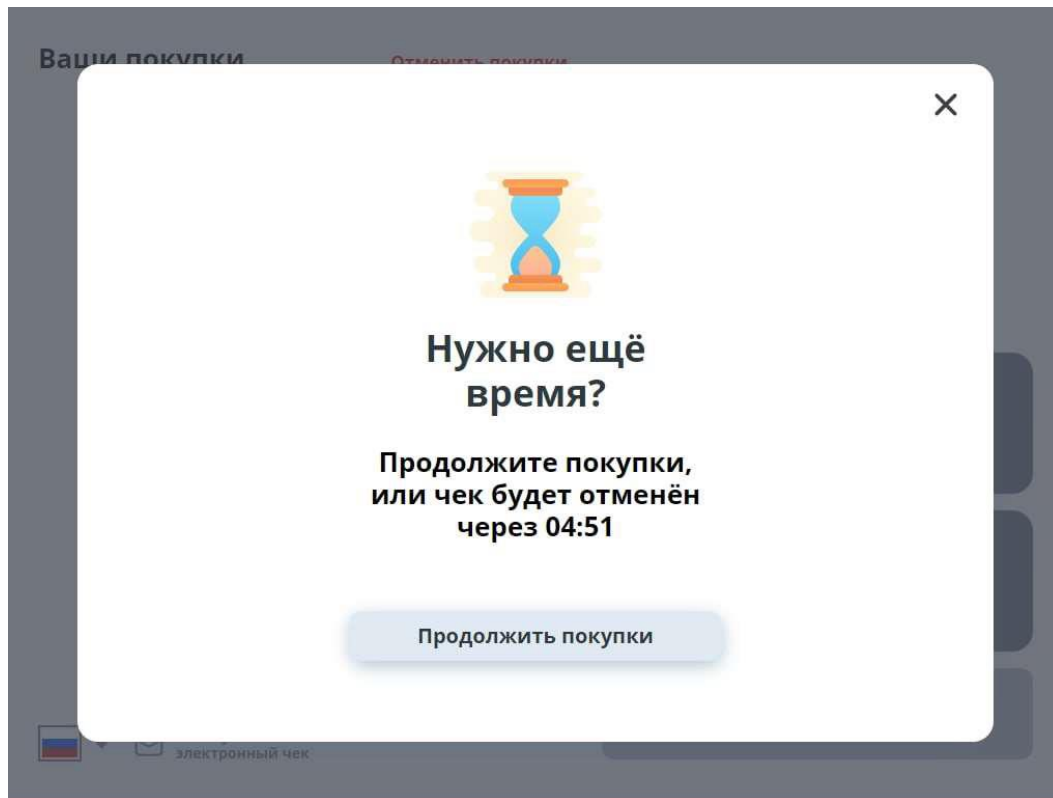 Ваши покупки
Отменить покупки
Нужно ещё
время?
Продолжите покупки,
или чек будет отменён
через 04:51
Продолжить покупки
электронный чек